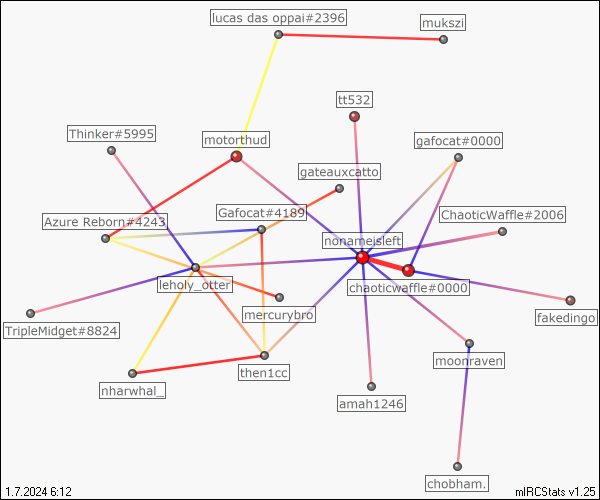 lucas das oppai#2396
mukszi
tt532
Thinker#5995
motorthud
gafocat#0000
gateauxcatto
Azure Reborn#4243
Gafocat#4189
ChaoticWaffle#2006
nonameisleft
leholy_otter
chaoticwaffle#0000
mercurybr0
TripleMidget#8824
fakedingo
then1cc
moonraven
nharwhal_
amah1246
chobham.
1.7.2024 6:12
mIRCStats v1.25